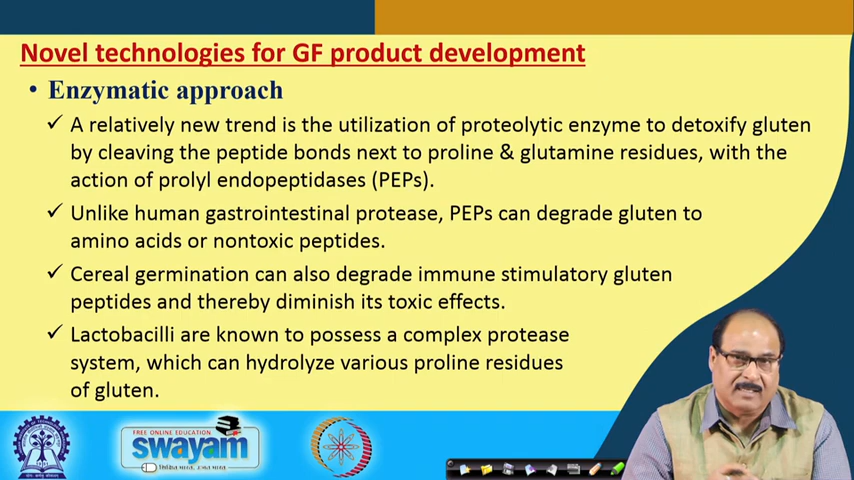 Novel technologies for GF product development
• Enzymatic approach
✓ A relatively new trend is the utilization of proteolytic enzyme to detoxify gluten
by cleaving the peptide bonds next to proline & glutamine residues, with the
action of prolyl endopeptidases (PEPs).
✓ Unlike human gastrointestinal protease, PEPs can degrade gluten to
amino acids or nontoxic peptides.
✓ Cereal germination can also degrade immune stimulatory gluten
peptides and thereby diminish its toxic effects.
✓ Lactobacilli are known to possess a complex protease
system, which can hydrolyze various proline residues
of gluten.
FREE ONLINE EDUCATION
swayam